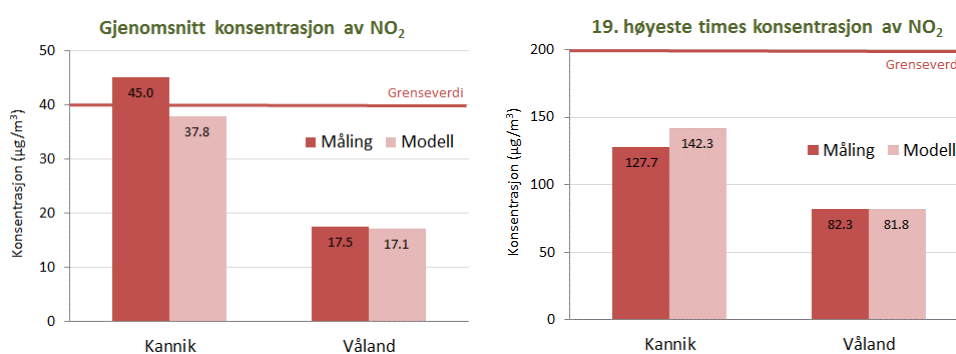 Gjenomsnitt konsentrasjon av NO₂
50
40
30
20
10
0
Konsentrasjon (µg/m³)
Grenseverdi
45.0
37.8
17.5
17.1
Måling
Modell
Kannik
Våland
19. høyeste times konsentrasjon av NO₂
200
150
100
50
0
Konsentrasjon (µg/m³)
Grenseverd
127.7
142.3
82.3
81.8
Måling
Modell
Kannik
Våland